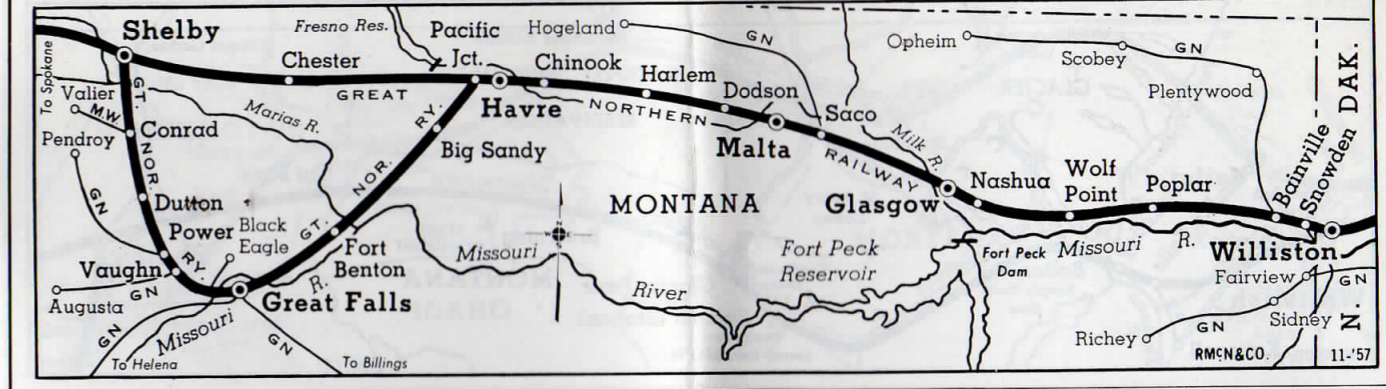 Shelby
Fresno Res.
Pacific
Jct.
Hogeland
GN
Opheim
GN
Scobey
Plentywood
To Spokane
Chester
GREAT
Havre
Chinook
Harlem
NORTHERN
Dodson
Malta
Saco
Milk R.
RAILWAY
Glasgow
Nashua
Wolf
Point
Poplar
Bainville
Snowden
N. DAK.
Williston
Valier
M.W.
Pendroy
GN
GT. NOR. RY.
Conrad
Dutton
Power
Vaughn
Augusta
GN
Black
Eagle
Great Falls
Marias R.
GT. NOR. RY.
Big Sandy
Fort
Benton
MONTANA
Missouri
River
Fort Peck
Reservoir
Fort Peck
Dam
Missouri R.
Fairview
GN
Sidney
Richey
GN
GN
Missouri R.
To Helena
GN
To Billings
W
E
RMCN&CO.
11-'57